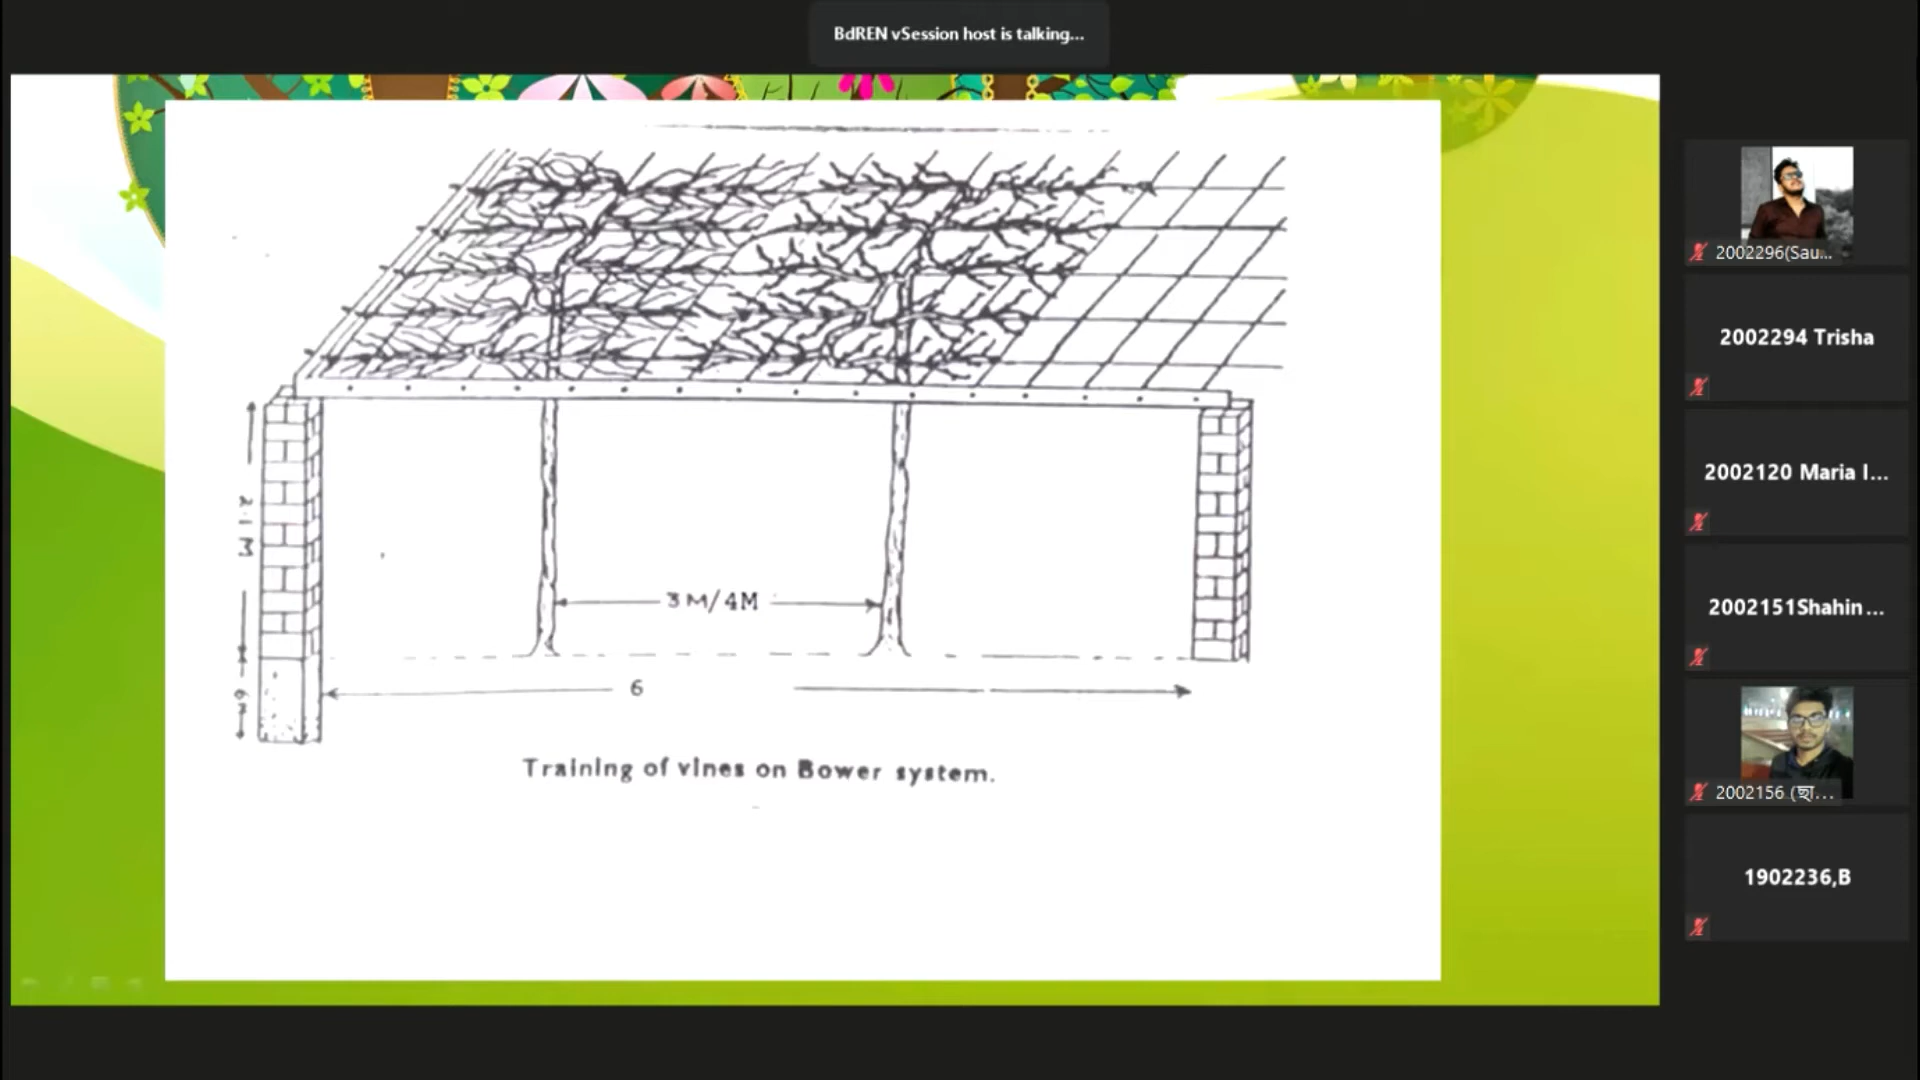 BdREN vSession host is talking...
2.1 M
3M/4M
6
Training of vines on Bower system.
2002296(Sau...
2002294 Trisha
2002120 Maria I...
2002151Shahin ...
2002156 (ছা...
1902236,B